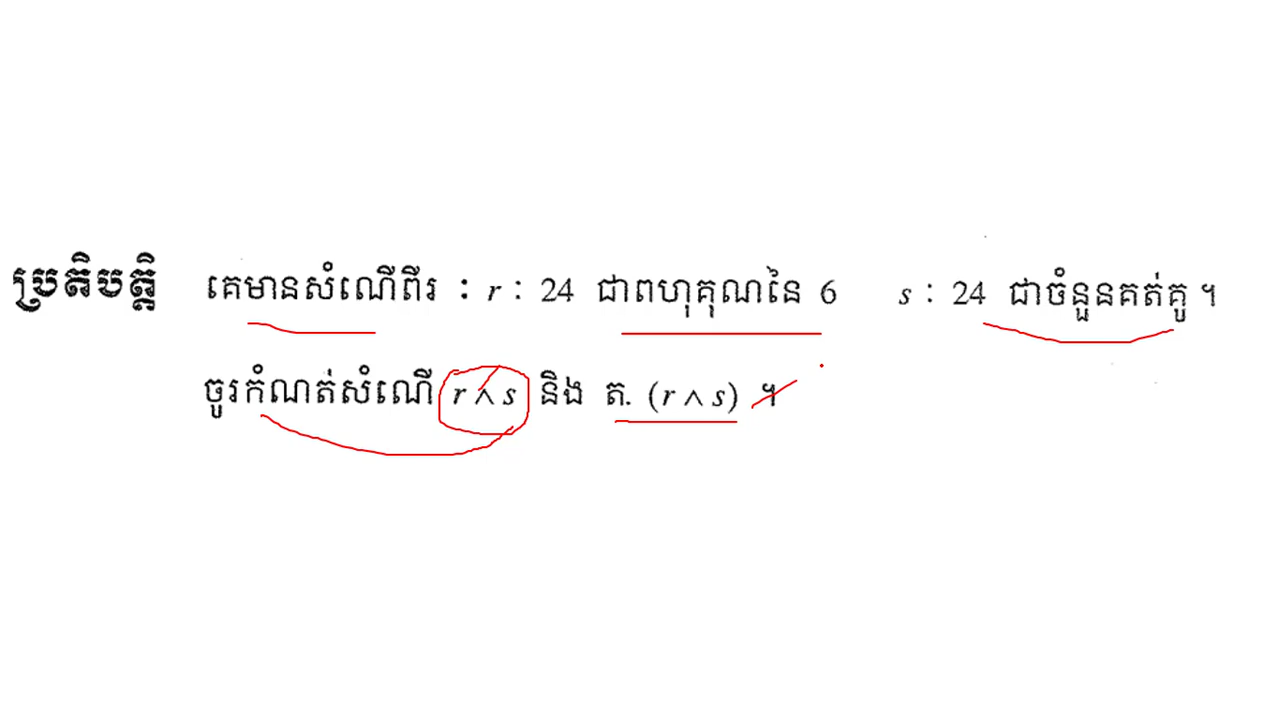 ប្រតិបត្តិ គេមានសំណើពីរ : r : 24 ជាពហុគុណនៃ 6 s : 24 ជាចំនួនគត់គូ ។
ចូរកំណត់សំណើ r ∧ s និង ត. (r ∧ s) ។